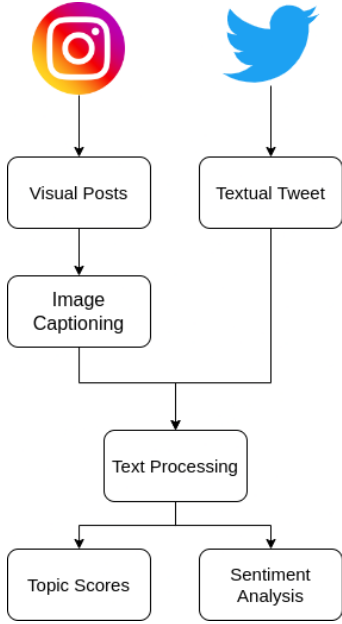 Visual Posts
Textual Tweet
Image
Captioning
Text Processing
Topic Scores
Sentiment
Analysis